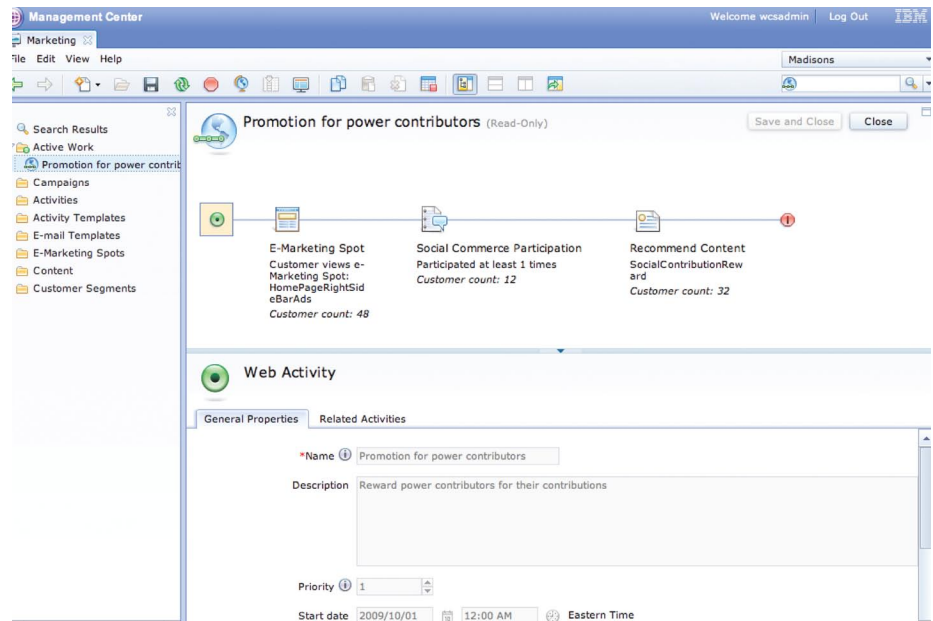 Management Center
Welcome wcsadmin
Log Out
IBM
Marketing
File Edit View Help
Madisons
Search Results
Active Work
Promotion for power contrib
Campaigns
Activities
Activity Templates
E-mail Templates
E-Marketing Spots
Content
Customer Segments
Promotion for power contributors (Read-Only)
Save and Close
Close
E-Marketing Spot
Customer views e-
Marketing Spot:
HomePageRightSid
eBarAds
Customer count: 48
Social Commerce Participation
Participated at least 1 times
Customer count: 12
Recommend Content
SocialContributionRew
ard
Customer count: 32
Web Activity
General Properties
Related Activities
*Name Promotion for power contributors
Description Reward power contributors for their contributions
Priority 1
Start date 2009/10/01 12:00 AM Eastern Time